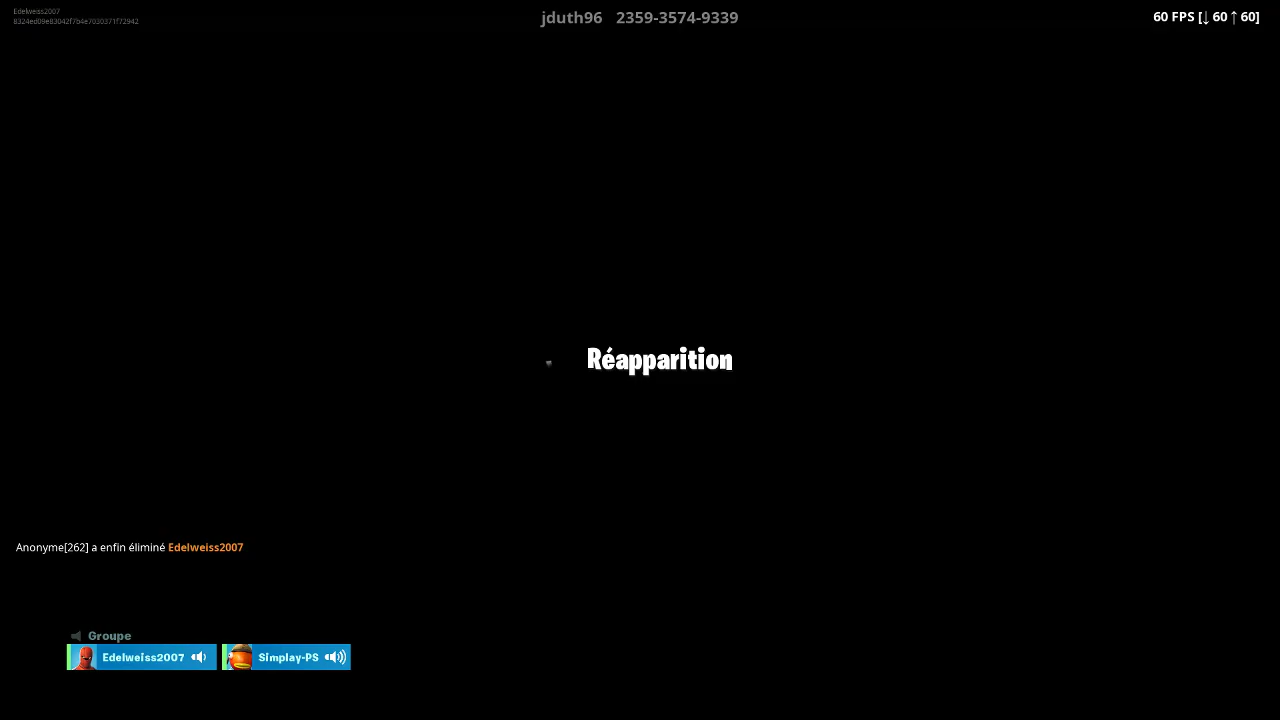 Edelweiss2007
jduth96 2359-3574-9339
60 FPS [↓ 60 ↑ 60]
Réapparition
Anonyme[262] a enfin éliminé Edelweiss2007
Groupe
Edelweiss2007
Simplay-PS